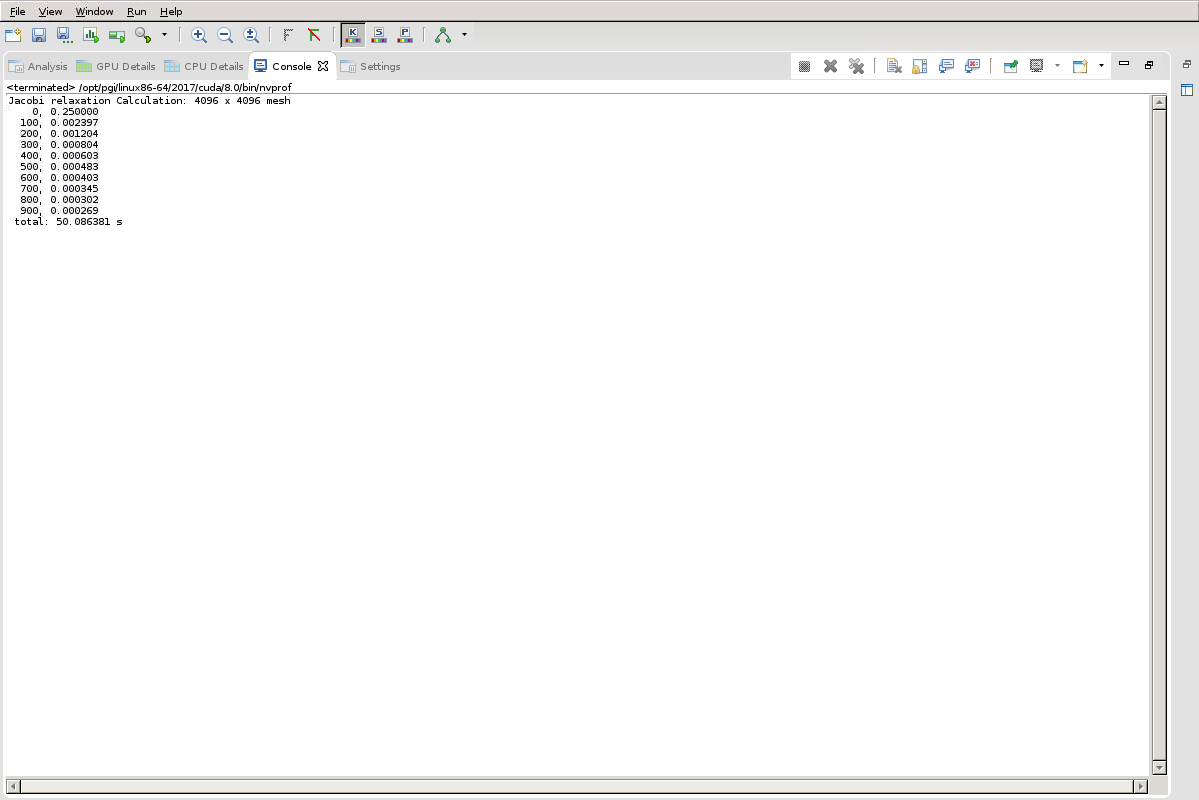 File View Window Run Help
K S P
Analysis GPU Details CPU Details Console Settings
<terminated> /opt/pgi/linux86-64/2017/cuda/8.0/bin/nvprof
Jacobi relaxation Calculation: 4096 x 4096 mesh
0, 0.250000
100, 0.002397
200, 0.001204
300, 0.000804
400, 0.000603
500, 0.000483
600, 0.000403
700, 0.000345
800, 0.000302
900, 0.000269
total: 50.086381 s